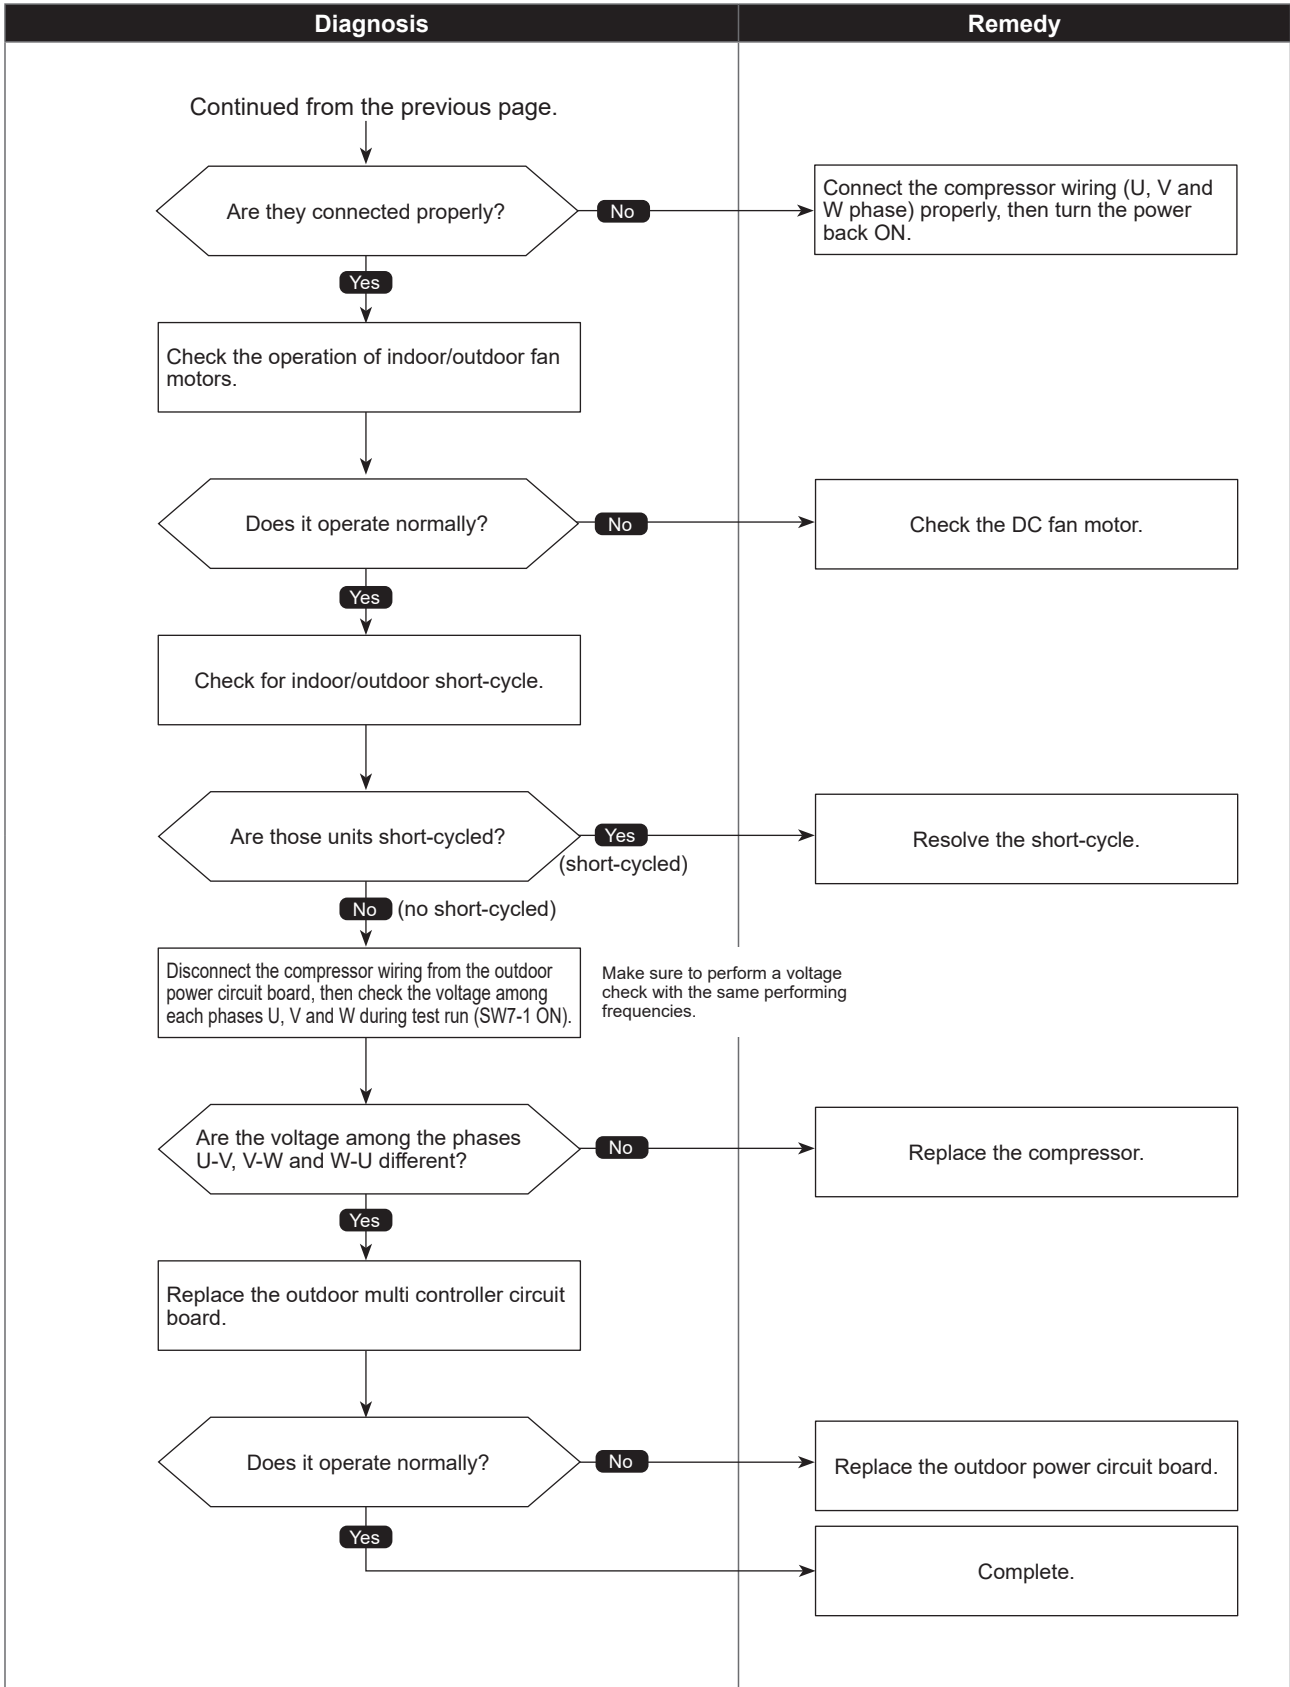 Diagnosis
Remedy
Continued from the previous page.
Are they connected properly?
No
Connect the compressor wiring (U, V and
W phase) properly, then turn the power
back ON.
Yes
Check the operation of indoor/outdoor fan
motors.
Does it operate normally?
No
Check the DC fan motor.
Yes
Check for indoor/outdoor short-cycle.
Are those units short-cycled?
Yes
(short-cycled)
Resolve the short-cycle.
No (no short-cycled)
Disconnect the compressor wiring from the outdoor
power circuit board, then check the voltage among
each phases U, V and W during test run (SW7-1 ON).
Make sure to perform a voltage
check with the same performing
frequencies.
Are the voltage among the phases
U-V, V-W and W-U different?
No
Replace the compressor.
Yes
Replace the outdoor multi controller circuit
board.
Does it operate normally?
No
Replace the outdoor power circuit board.
Yes
Complete.